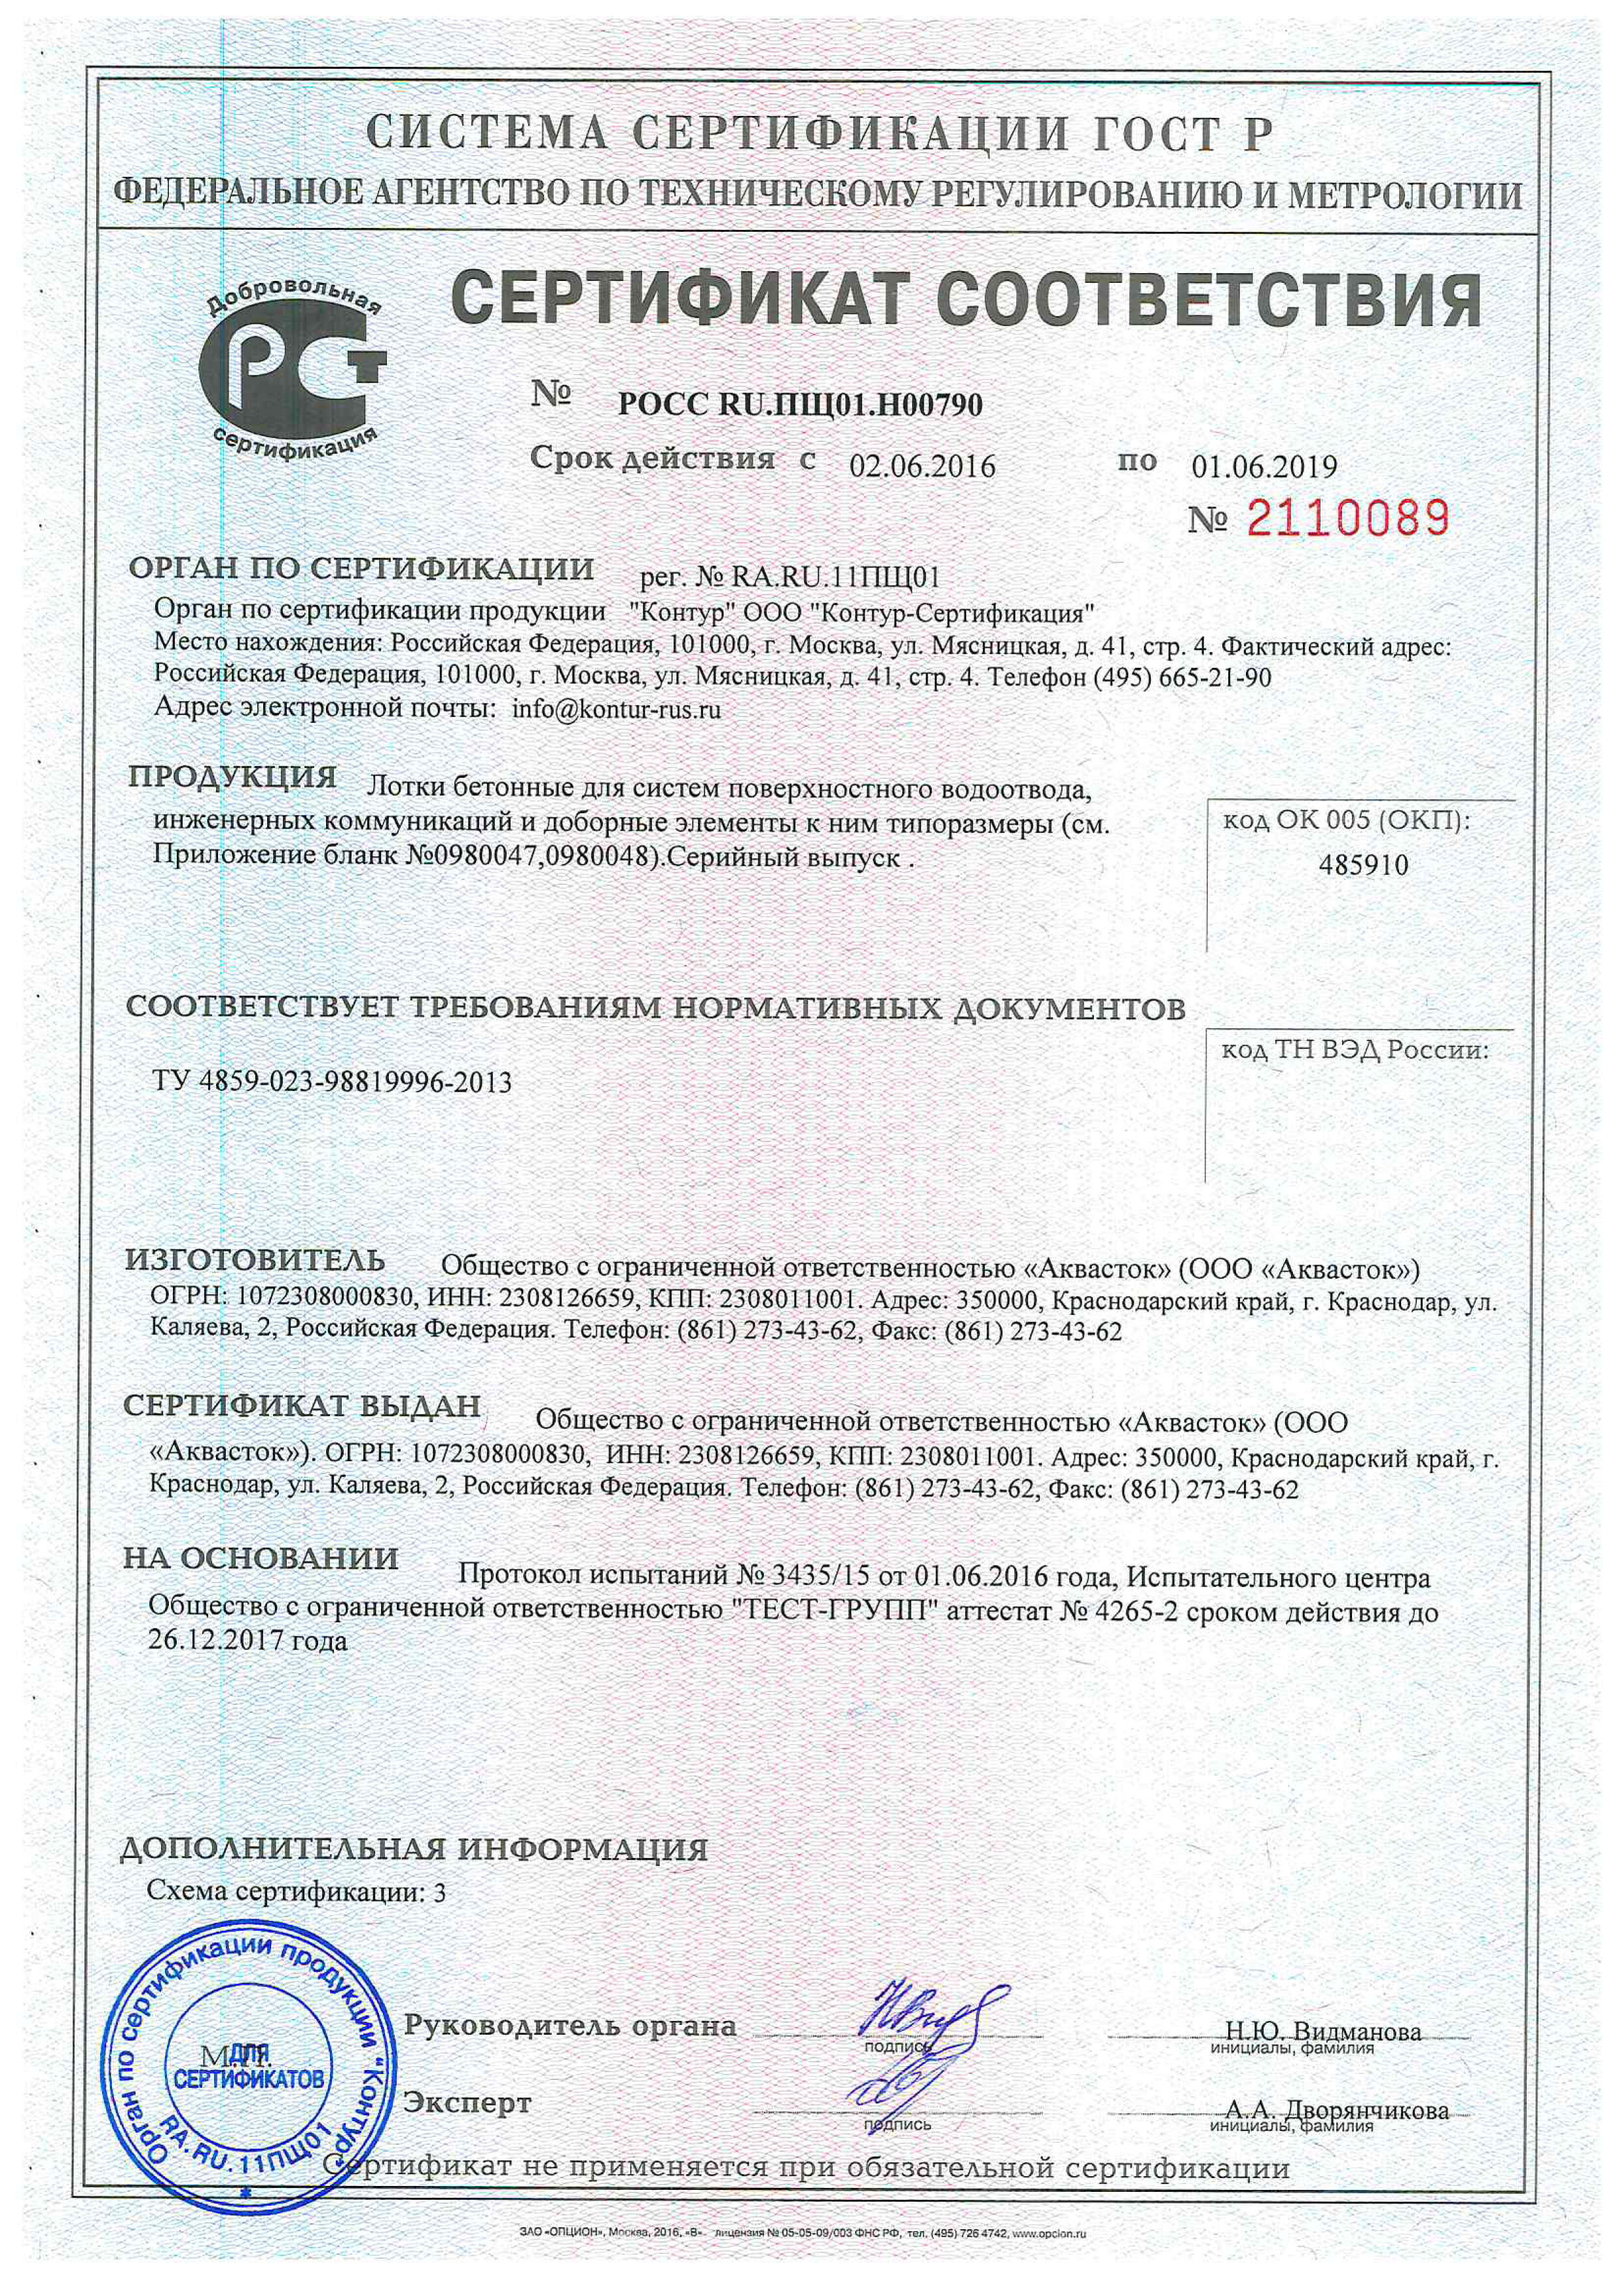 СИСТЕМА СЕРТИФИКАЦИИ ГОСТ Р
ФЕДЕРАЛЬНОЕ АГЕНТСТВО ПО ТЕХНИЧЕСКОМУ РЕГУЛИРОВАНИЮ И МЕТРОЛОГИИ
Добровольная
РСТ
сертификация
СЕРТИФИКАТ СООТВЕТСТВИЯ
№ РОСС RU.ПЩ01.Н00790
Срок действия с 02.06.2016 по 01.06.2019
№ 2110089
ОРГАН ПО СЕРТИФИКАЦИИ рег. № RA.RU.11ПЩ01
Орган по сертификации продукции "Контур" ООО "Контур-Сертификация"
Место нахождения: Российская Федерация, 101000, г. Москва, ул. Мясницкая, д. 41, стр. 4. Фактический адрес:
Российская Федерация, 101000, г. Москва, ул. Мясницкая, д. 41, стр. 4. Телефон (495) 665-21-90
Адрес электронной почты: info@kontur-rus.ru
ПРОДУКЦИЯ Лотки бетонные для систем поверхностного водоотвода,
инженерных коммуникаций и доборные элементы к ним типоразмеры (см.
Приложение бланк №0980047,0980048).Серийный выпуск .
код ОК 005 (ОКП):
485910
СООТВЕТСТВУЕТ ТРЕБОВАНИЯМ НОРМАТИВНЫХ ДОКУМЕНТОВ
ТУ 4859-023-98819996-2013
код ТН ВЭД России:
ИЗГОТОВИТЕЛЬ Общество с ограниченной ответственностью «Аквасток» (ООО «Аквасток»)
ОГРН: 1072308000830, ИНН: 2308126659, КПП: 2308011001. Адрес: 350000, Краснодарский край, г. Краснодар, ул.
Каляева, 2, Российская Федерация. Телефон: (861) 273-43-62, Факс: (861) 273-43-62
СЕРТИФИКАТ ВЫДАН Общество с ограниченной ответственностью «Аквасток» (ООО
«Аквасток»). ОГРН: 1072308000830, ИНН: 2308126659, КПП: 2308011001. Адрес: 350000, Краснодарский край, г.
Краснодар, ул. Каляева, 2, Российская Федерация. Телефон: (861) 273-43-62, Факс: (861) 273-43-62
НА ОСНОВАНИИ Протокол испытаний № 3435/15 от 01.06.2016 года, Испытательного центра
Общество с ограниченной ответственностью "ТЕСТ-ГРУПП" аттестат № 4265-2 сроком действия до
26.12.2017 года
ДОПОЛНИТЕЛЬНАЯ ИНФОРМАЦИЯ
Схема сертификации: 3
Орган по сертификации продукции "Контур"
М.П.
ДЛЯ
СЕРТИФИКАТОВ
RA.RU.11ПЩ01
*
Руководитель органа
подпись
Н.Ю. Видманова
инициалы, фамилия
Эксперт
подпись
А.А. Дворянчикова
инициалы, фамилия
Сертификат не применяется при обязательной сертификации
ЗАО «ОПЦИОН», Москва, 2016, «В» лицензия № 05-05-09/003 ФНС РФ, тел. (495) 726 4742, www.opcion.ru